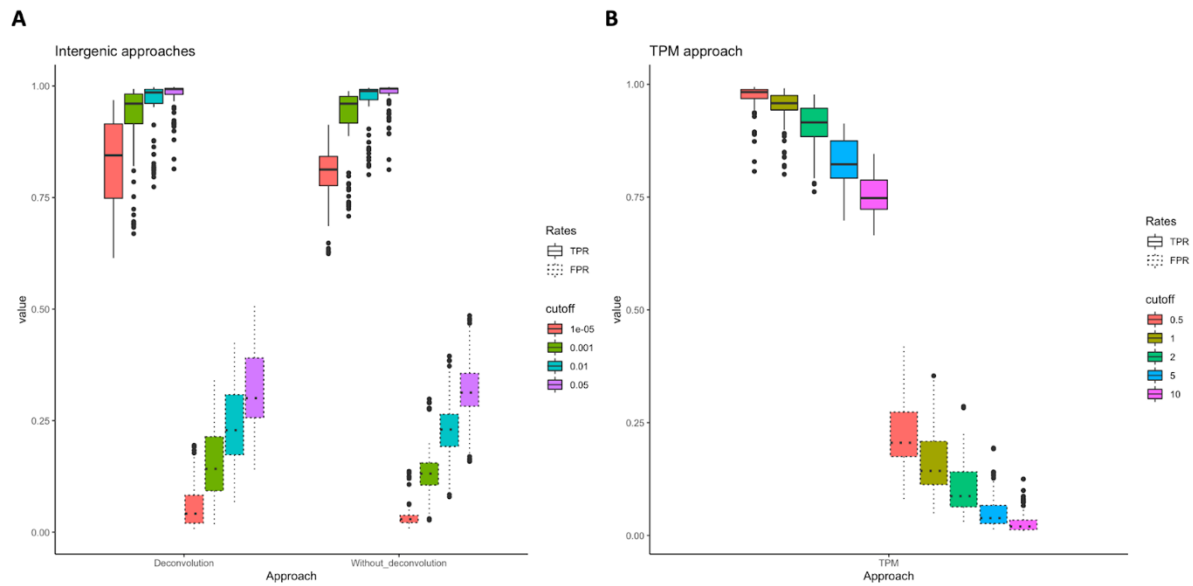 A
Intergenic approaches
1.00
0.75
0.50
0.25
0.00
value
Deconvolution
Without_deconvolution
Approach
Rates
TPR
FPR
cutoff
1e-05
0.001
0.01
0.05
B
TPM approach
1.00
0.75
0.50
0.25
0.00
value
TPM
Approach
Rates
TPR
FPR
cutoff
0.5
1
2
5
10